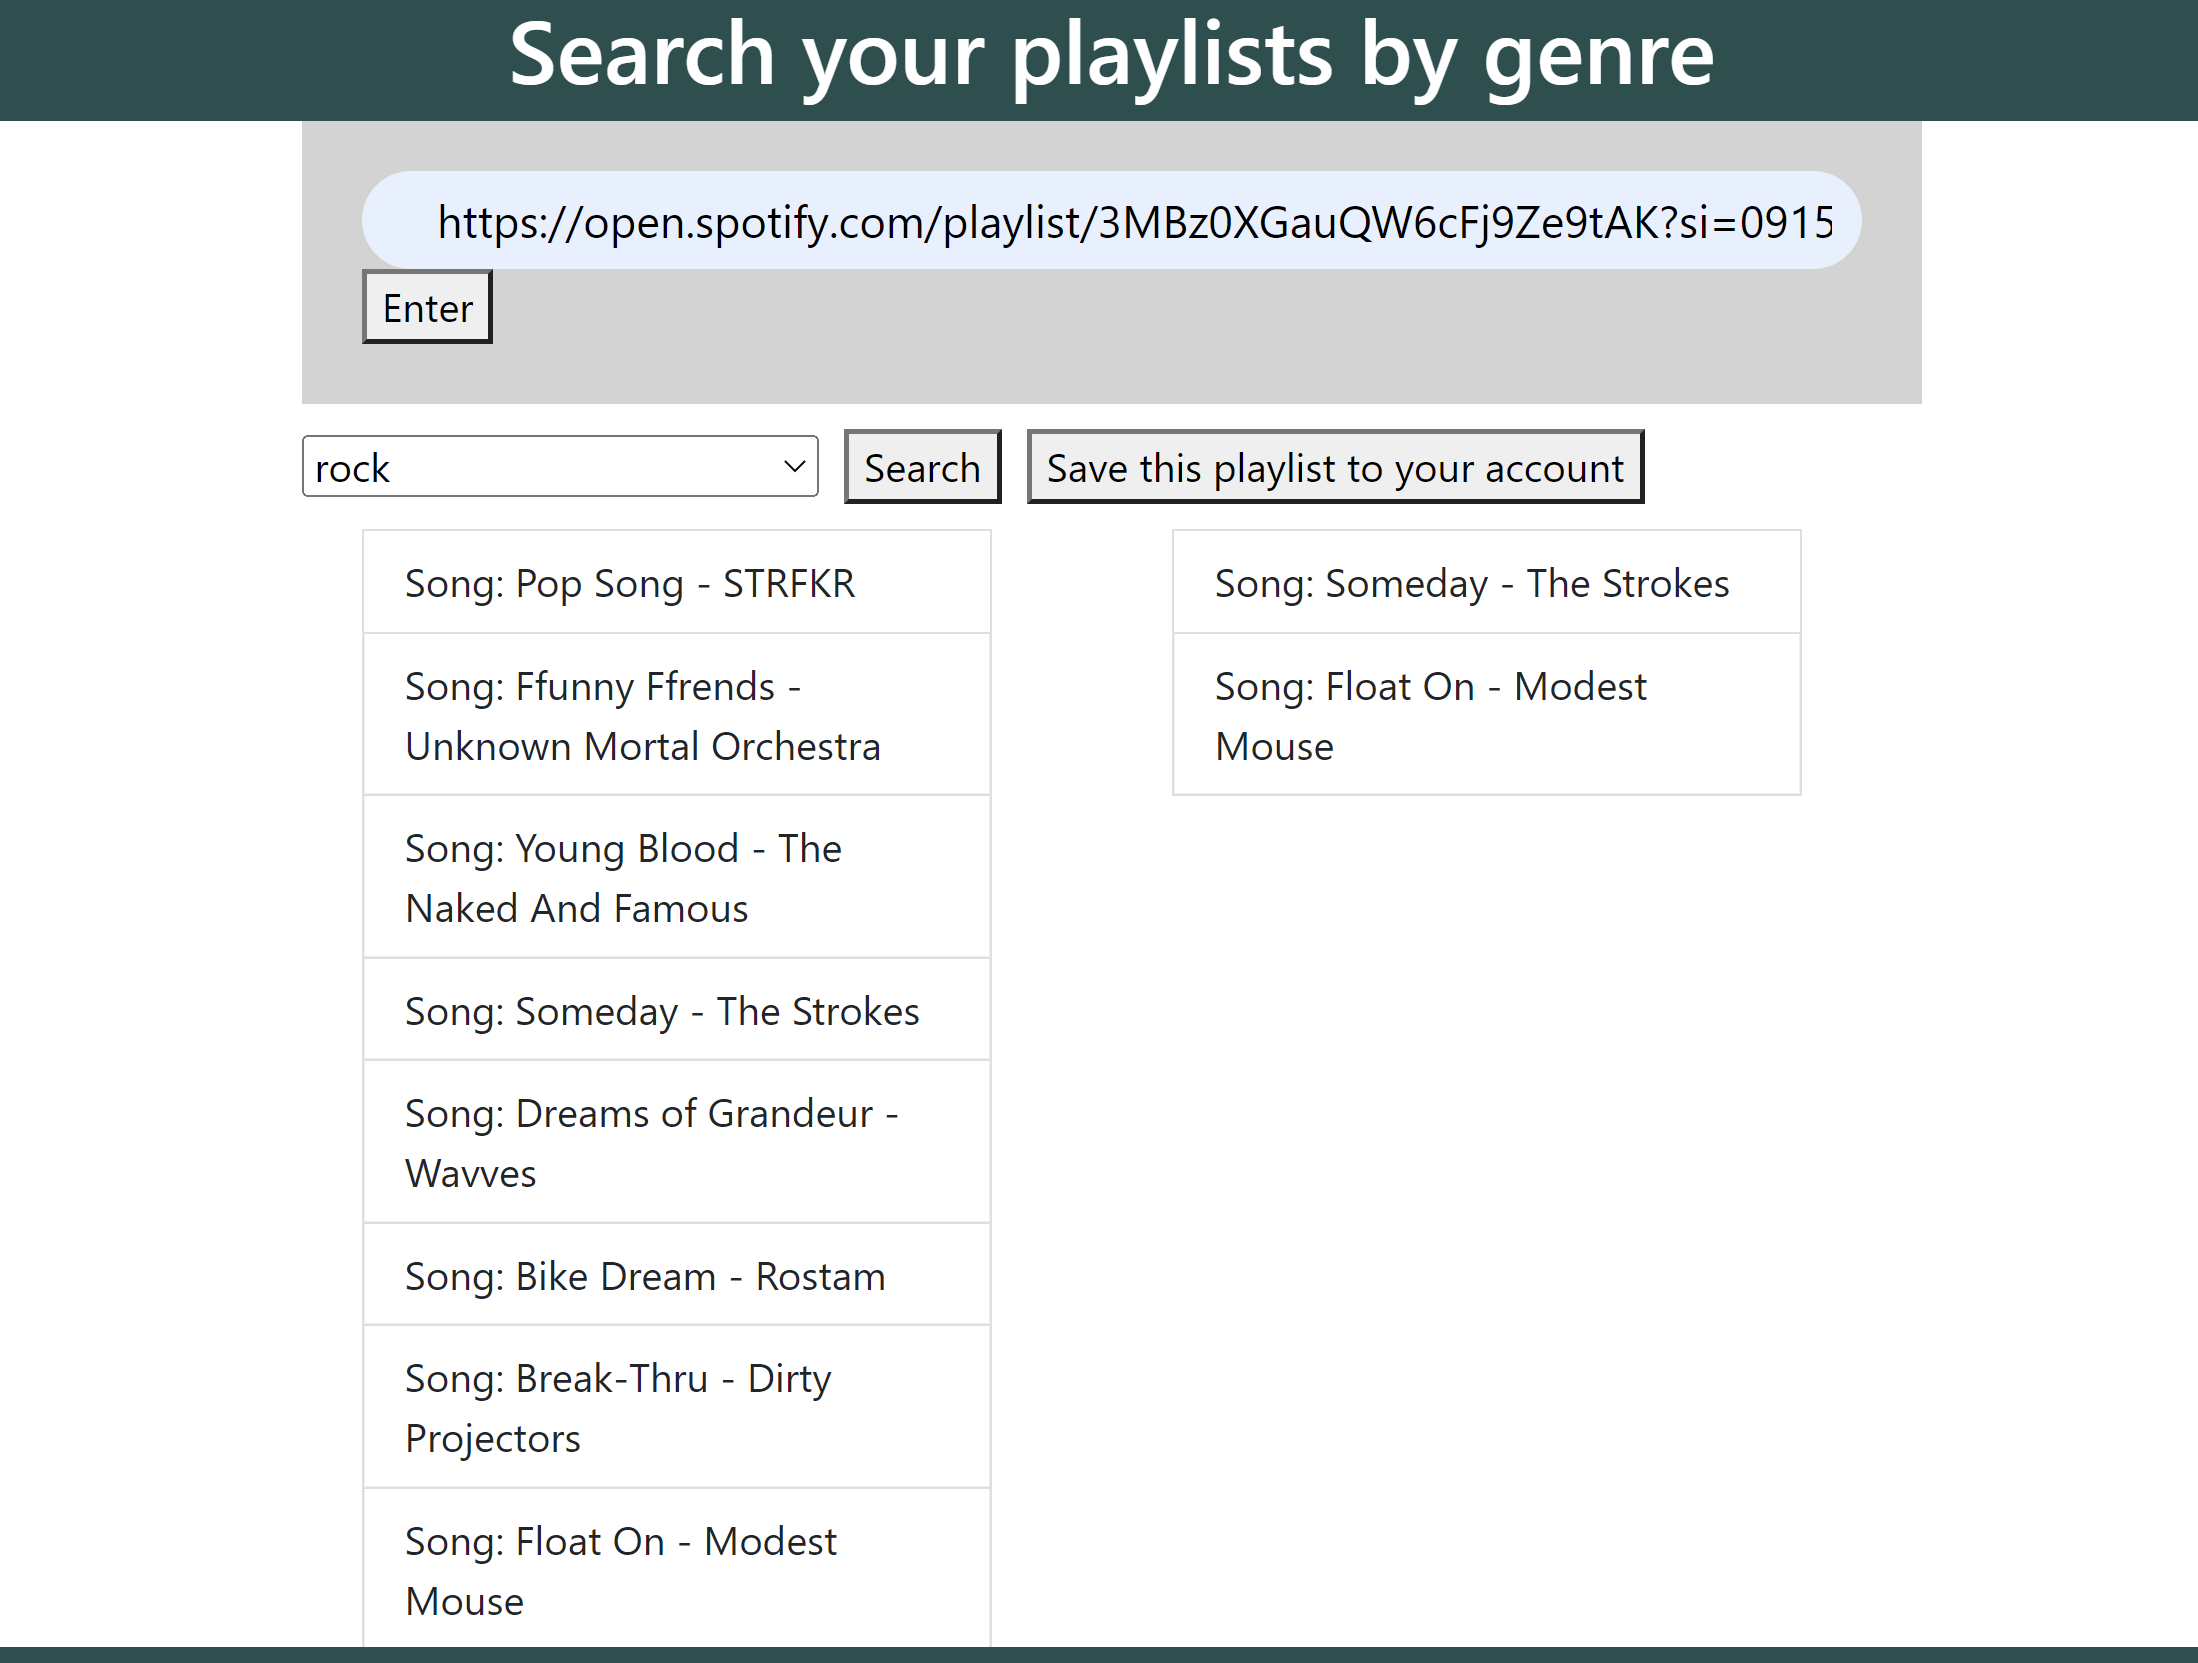 Search your playlists by genre
https://open.spotify.com/playlist/3MBz0XGauQW6cFj9Ze9tAK?si=0915
Enter
rock
Search
Save this playlist to your account
Song: Pop Song - STRFKR
Song: Ffunny Ffrends -
Unknown Mortal Orchestra
Song: Young Blood - The
Naked And Famous
Song: Someday - The Strokes
Song: Dreams of Grandeur -
Wavves
Song: Bike Dream - Rostam
Song: Break-Thru - Dirty
Projectors
Song: Float On - Modest
Mouse
Song: Someday - The Strokes
Song: Float On - Modest
Mouse